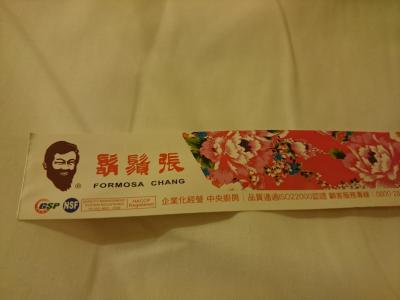 鬍鬚張
®
FORMOSA CHANG
GSP NSF HACCP 企業化經營 中央廚房 | 品質通過ISO22000認證 顧客服務專線:0800-